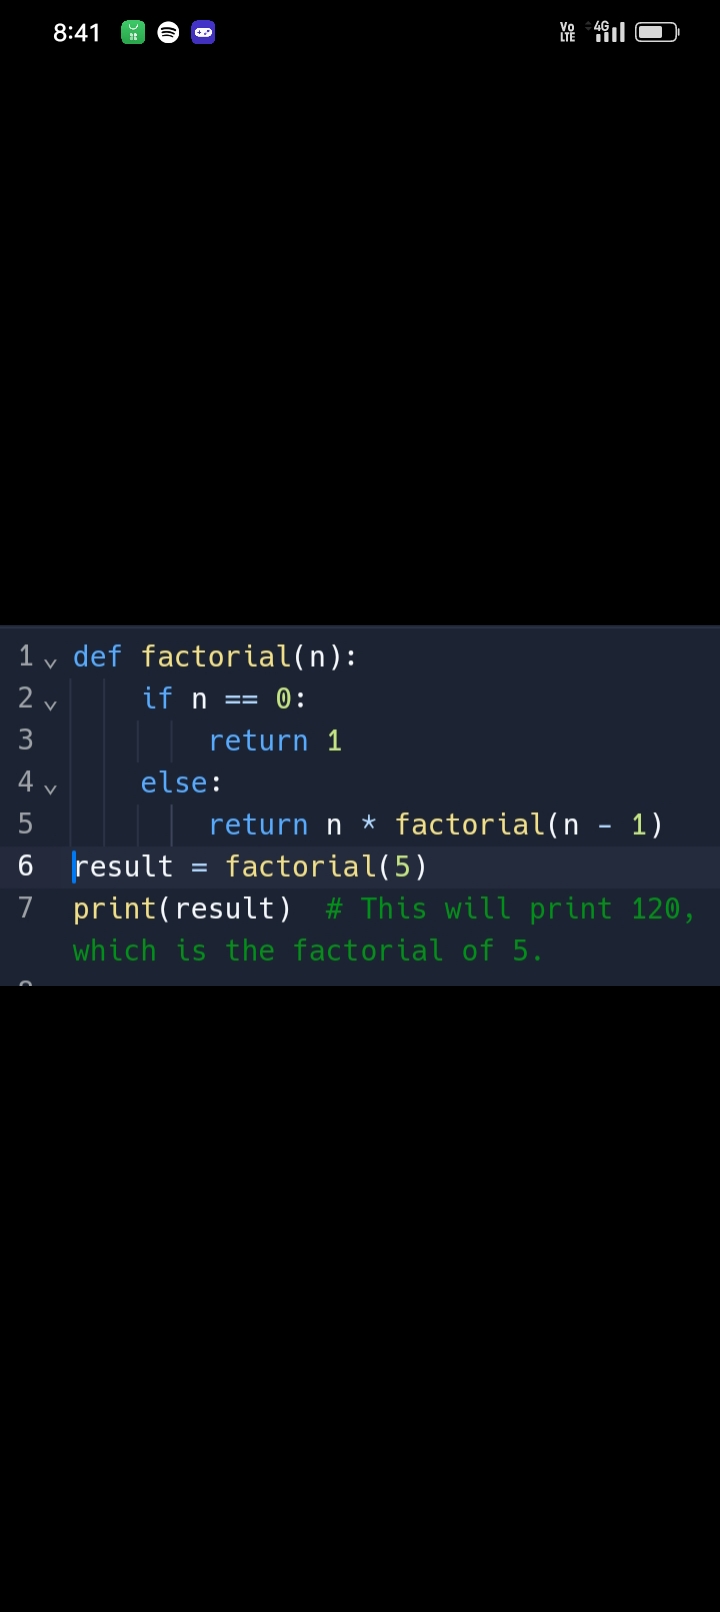 8:41 Vo LTE 4G
1 def factorial(n):
2     if n == 0:
3         return 1
4     else:
5         return n * factorial(n - 1)
6 result = factorial(5)
7 print(result)  # This will print 120,
which is the factorial of 5.